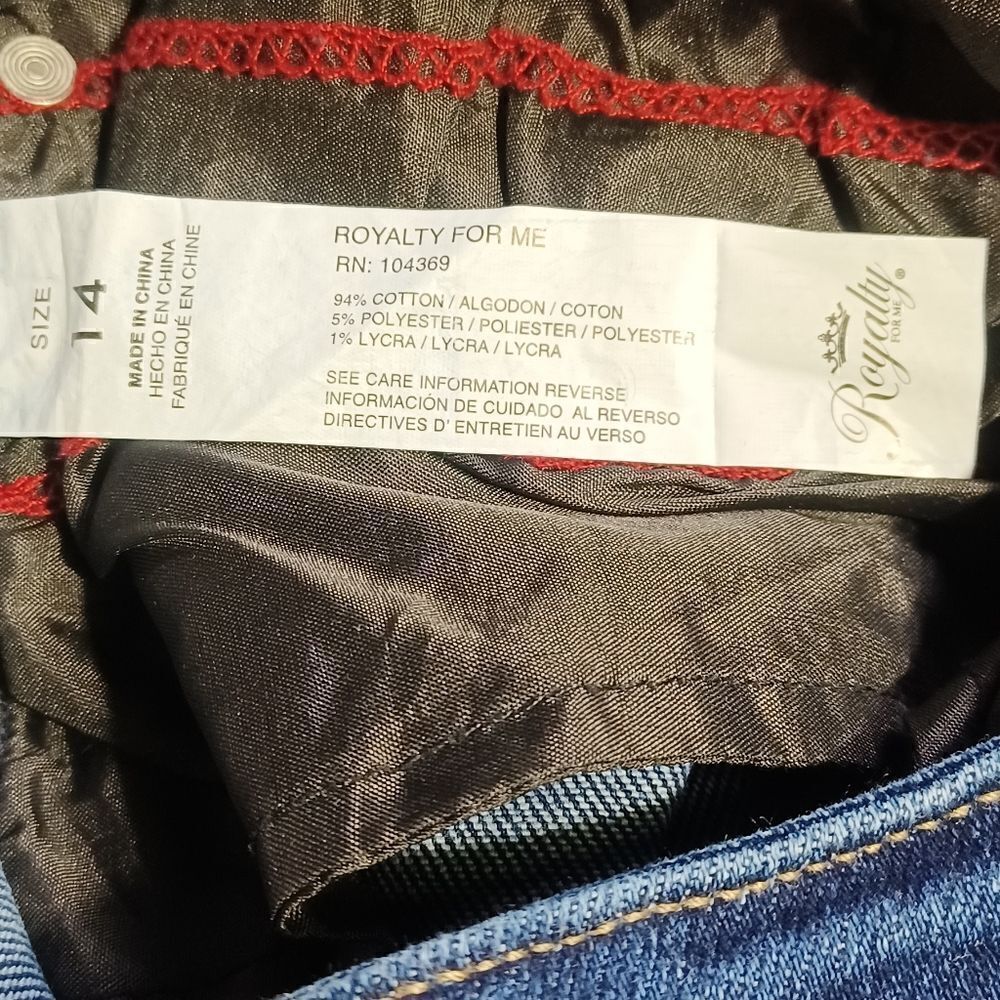 SIZE
14
MADE IN CHINA
HECHO EN CHINA
FABRIQUÉ EN CHINE
ROYALTY FOR ME
RN: 104369
94% COTTON / ALGODON / COTON
5% POLYESTER / POLIESTER / POLYESTER
1% LYCRA / LYCRA / LYCRA
SEE CARE INFORMATION REVERSE
INFORMACIÓN DE CUIDADO AL REVERSO
DIRECTIVES D' ENTRETIEN AU VERSO
Royalty®
FOR ME